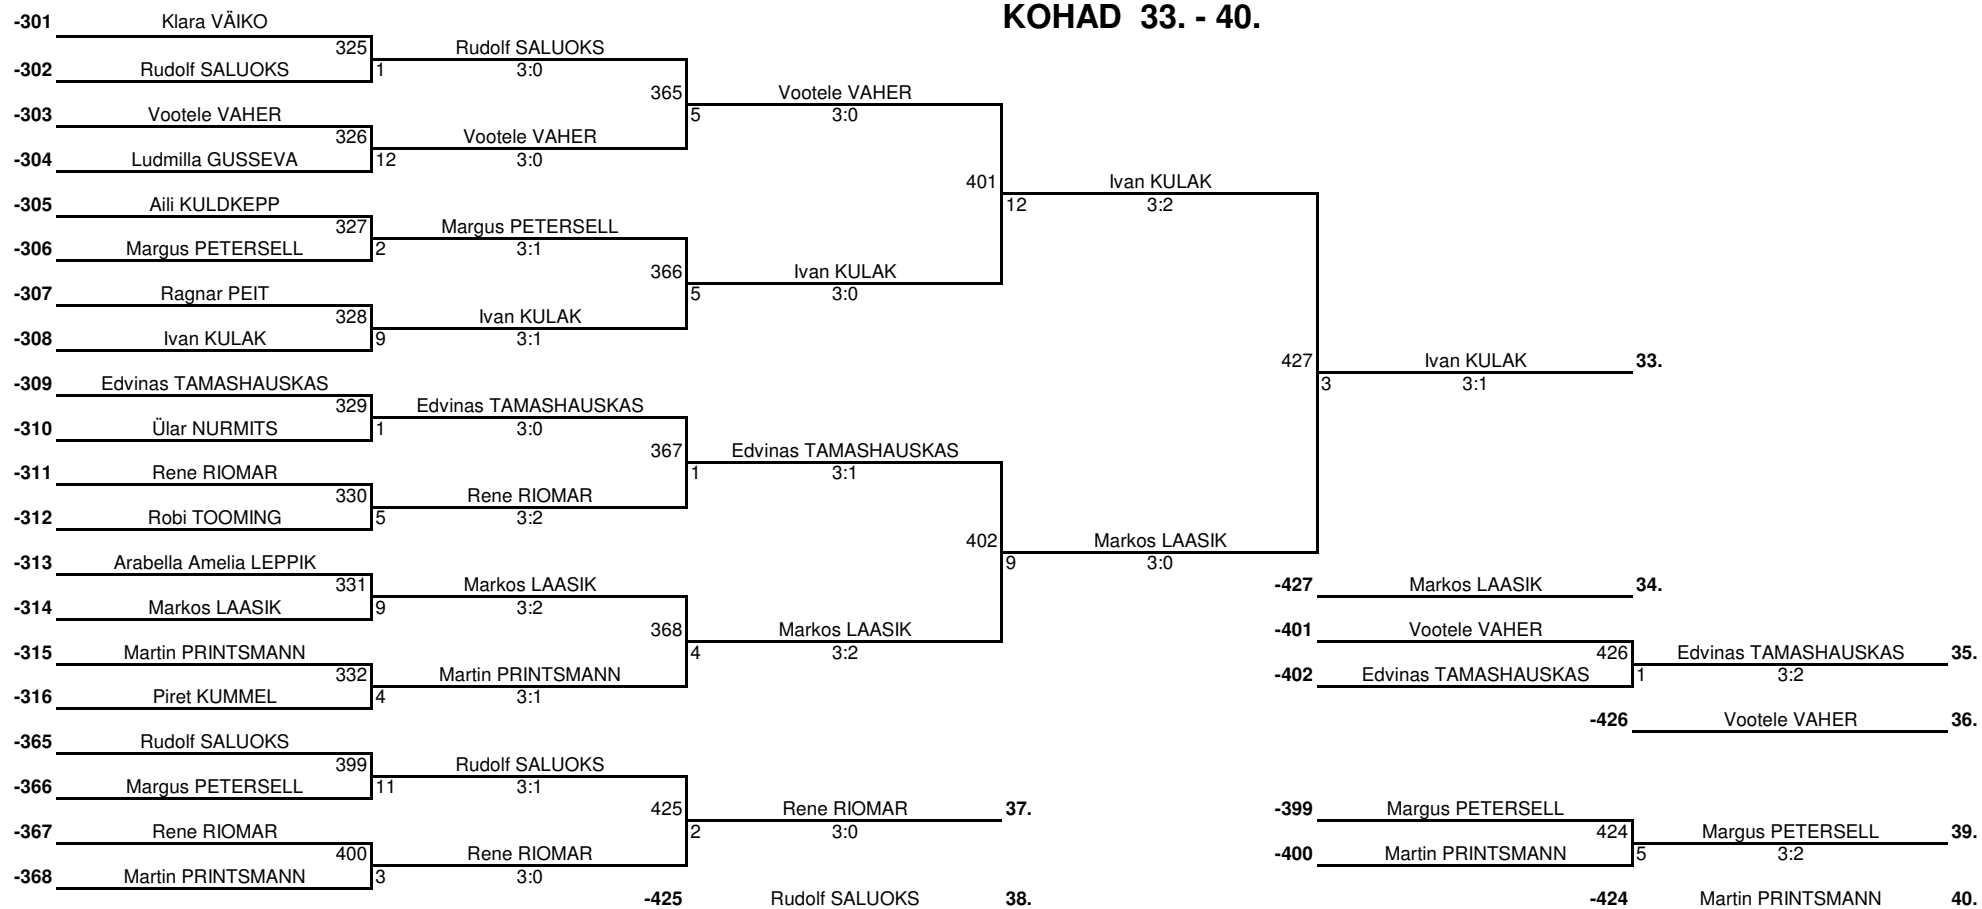 KOHAD 33. - 40.
-301 Klara VÄIKO
325 Rudolf SALUOKS
-302 Rudolf SALUOKS 1 3:0
365 Vootele VAHER
-303 Vootele VAHER 5 3:0
326 Vootele VAHER
-304 Ludmilla GUSSEVA 12 3:0
401 Ivan KULAK
-305 Aili KULDKEPP 12 3:2
327 Margus PETERSELL
-306 Margus PETERSELL 2 3:1
366 Ivan KULAK
-307 Ragnar PEIT 5 3:0
328 Ivan KULAK
-308 Ivan KULAK 9 3:1
427 Ivan KULAK 33.
-309 Edvinas TAMASHAUSKAS 3 3:1
329 Edvinas TAMASHAUSKAS
-310 Ülar NURMITS 1 3:0
367 Edvinas TAMASHAUSKAS
-311 Rene RIOMAR 1 3:1
330 Rene RIOMAR
-312 Robi TOOMING 5 3:2
402 Markos LAASIK
-313 Arabella Amelia LEPPIK 9 3:0
331 Markos LAASIK -427 Markos LAASIK 34.
-314 Markos LAASIK 9 3:2
368 Markos LAASIK -401 Vootele VAHER
-315 Martin PRINTSMANN 4 3:2 426 Edvinas TAMASHAUSKAS 35.
332 Martin PRINTSMANN -402 Edvinas TAMASHAUSKAS 1 3:2
-316 Piret KUMMEL 4 3:1
-426 Vootele VAHER 36.
-365 Rudolf SALUOKS
399 Rudolf SALUOKS
-366 Margus PETERSELL 11 3:1
425 Rene RIOMAR 37. -399 Margus PETERSELL
-367 Rene RIOMAR 2 3:0 424 Margus PETERSELL 39.
400 Rene RIOMAR -400 Martin PRINTSMANN 5 3:2
-368 Martin PRINTSMANN 3 3:0
-425 Rudolf SALUOKS 38. -424 Martin PRINTSMANN 40.